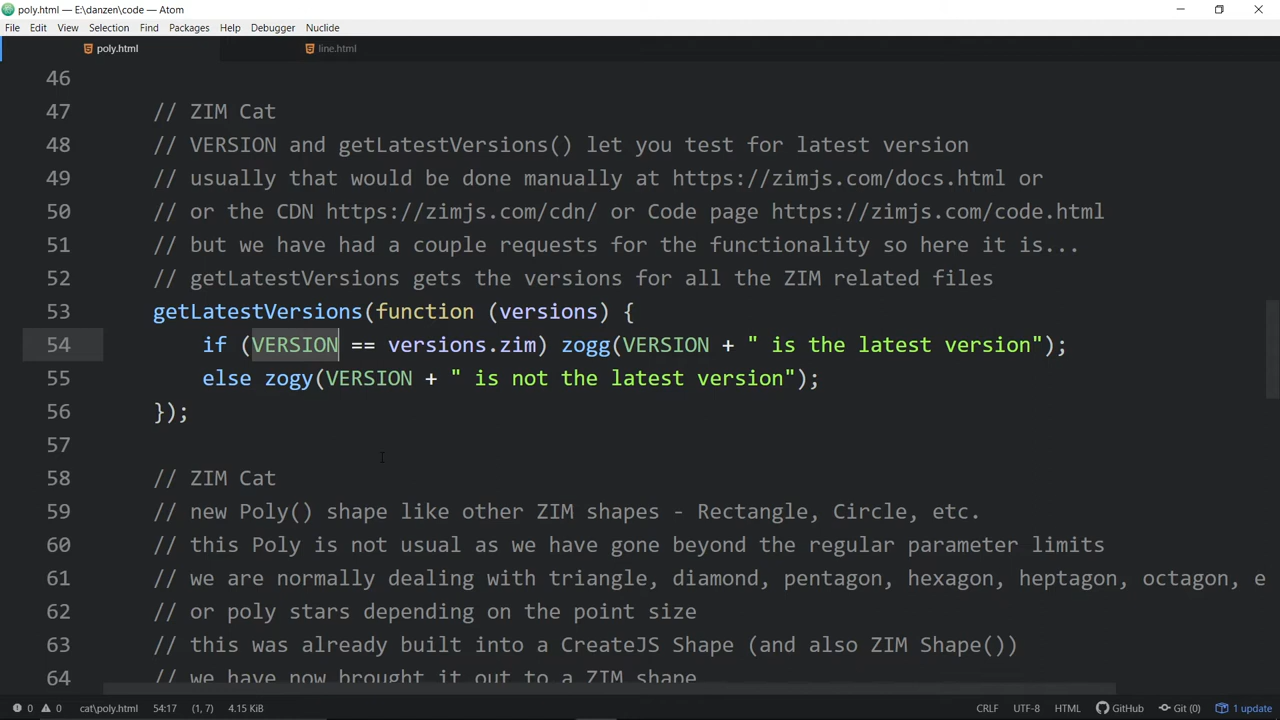 poly.html — E:\danzen\code — Atom
File Edit View Selection Find Packages Help Debugger Nuclide
poly.html line.html
46
47 // ZIM Cat
48 // VERSION and getLatestVersions() let you test for latest version
49 // usually that would be done manually at https://zimjs.com/docs.html or
50 // or the CDN https://zimjs.com/cdn/ or Code page https://zimjs.com/code.html
51 // but we have had a couple requests for the functionality so here it is...
52 // getLatestVersions gets the versions for all the ZIM related files
53 getLatestVersions(function (versions) {
54 if (VERSION == versions.zim) zogg(VERSION + " is the latest version");
55 else zogy(VERSION + " is not the latest version");
56 });
57
58 // ZIM Cat
59 // new Poly() shape like other ZIM shapes - Rectangle, Circle, etc.
60 // this Poly is not usual as we have gone beyond the regular parameter limits
61 // we are normally dealing with triangle, diamond, pentagon, hexagon, heptagon, octagon, e
62 // or poly stars depending on the point size
63 // this was already built into a CreateJS Shape (and also ZIM Shape())
64 // we have now brought it out to a ZIM shape
0 0 cat\poly.html 54:17 (1, 7) 4.15 KiB CRLF UTF-8 HTML GitHub Git (0) 1 update